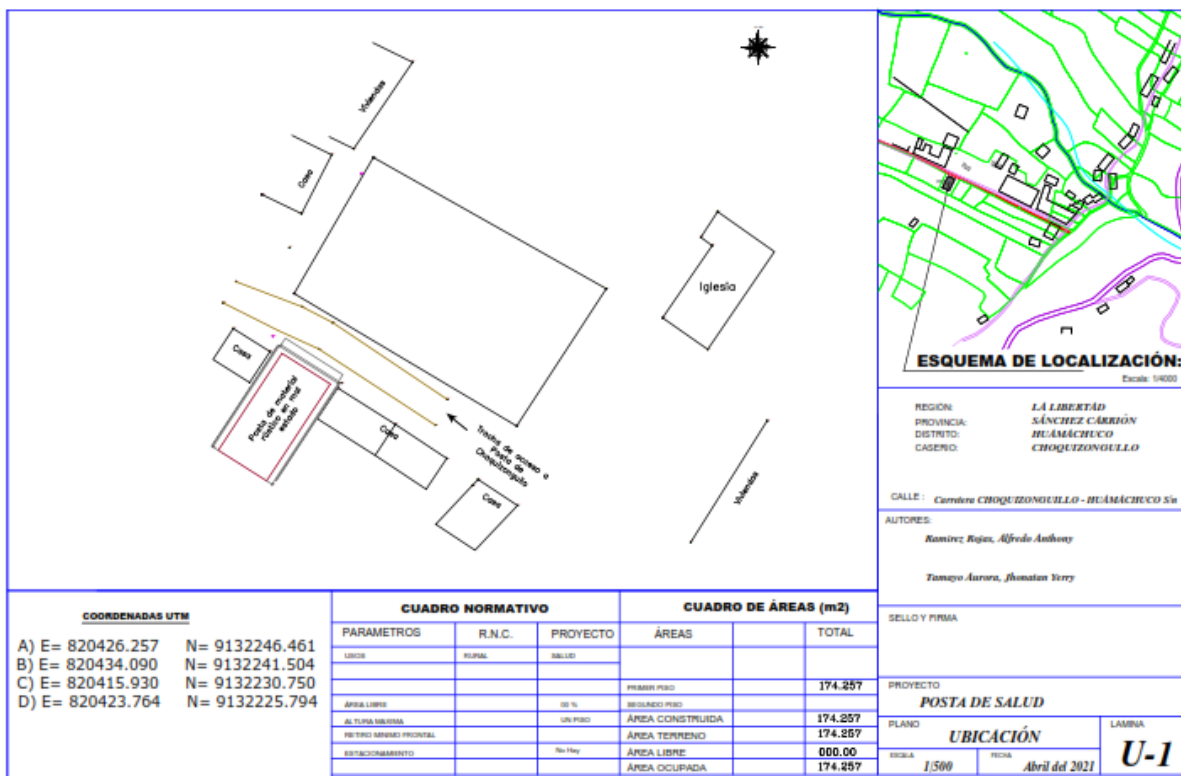 Viviendas
Casa
Iglesia
Casa
Posta de material
rústico en mal
estado
Casa
Trocha de acceso a
Posta de
Choquizonguillo
Casa
Viviendas
ESQUEMA DE LOCALIZACIÓN:
Escala: 1/4000
REGIÓN: LA LIBERTAD
PROVINCIA: SÁNCHEZ CARRIÓN
DISTRITO: HUÁMACHUCO
CASERIO: CHOQUIZONGULLO
CALLE : Carretera CHOQUIZONGUILLO - HUÁMÁCHUCO S/n
AUTORES:
Ramirez Rojas, Alfredo Anthony
Tamayo Aurora, Jhonatan Yerry
SELLO Y FIRMA
PROYECTO
POSTA DE SALUD
PLANO
UBICACIÓN
LAMINA
U-1
ESCALA
1/500
FECHA
Abril del 2021
COORDENADAS UTM
A) E= 820426.257 N= 9132246.461
B) E= 820434.090 N= 9132241.504
C) E= 820415.930 N= 9132230.750
D) E= 820423.764 N= 9132225.794
CUADRO NORMATIVO
PARAMETROS R.N.C. PROYECTO
USOS RURAL SALUD
ÁREA LIBRE 00 %
ALTURA MAXIMA UN PISO
RETIRO MINIMO FRONTAL
ESTACIONAMIENTO No Hay
CUADRO DE ÁREAS (m2)
ÁREAS TOTAL
PRIMER PISO 174.257
SEGUNDO PISO
ÁREA CONSTRUIDA 174.257
ÁREA TERRENO 174.257
ÁREA LIBRE 000.00
ÁREA OCUPADA 174.257